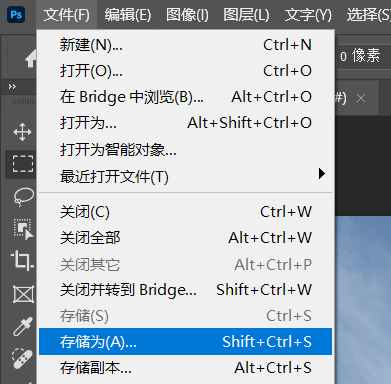 Ps 文件(F) 编辑(E) 图像(I) 图层(L) 文字(Y) 选择(S)
新建(N)... Ctrl+N
0 像素
打开(O)... Ctrl+O
在 Bridge 中浏览(B)... Alt+Ctrl+O
#)
打开为... Alt+Shift+Ctrl+O
打开为智能对象...
最近打开文件(T)
关闭(C) Ctrl+W
关闭全部 Alt+Ctrl+W
关闭其它 Alt+Ctrl+P
关闭并转到 Bridge... Shift+Ctrl+W
存储(S) Ctrl+S
存储为(A)... Shift+Ctrl+S
存储副本... Alt+Ctrl+S